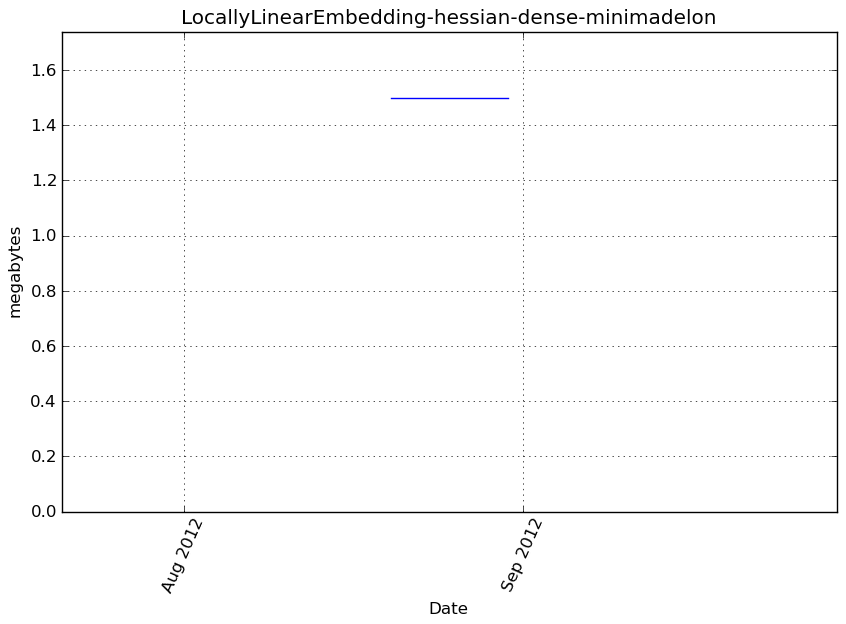 LocallyLinearEmbedding-hessian-dense-minimadelon
1.6
1.4
1.2
1.0
0.8
0.6
0.4
0.2
0.0
megabytes
Aug 2012
Sep 2012
Date